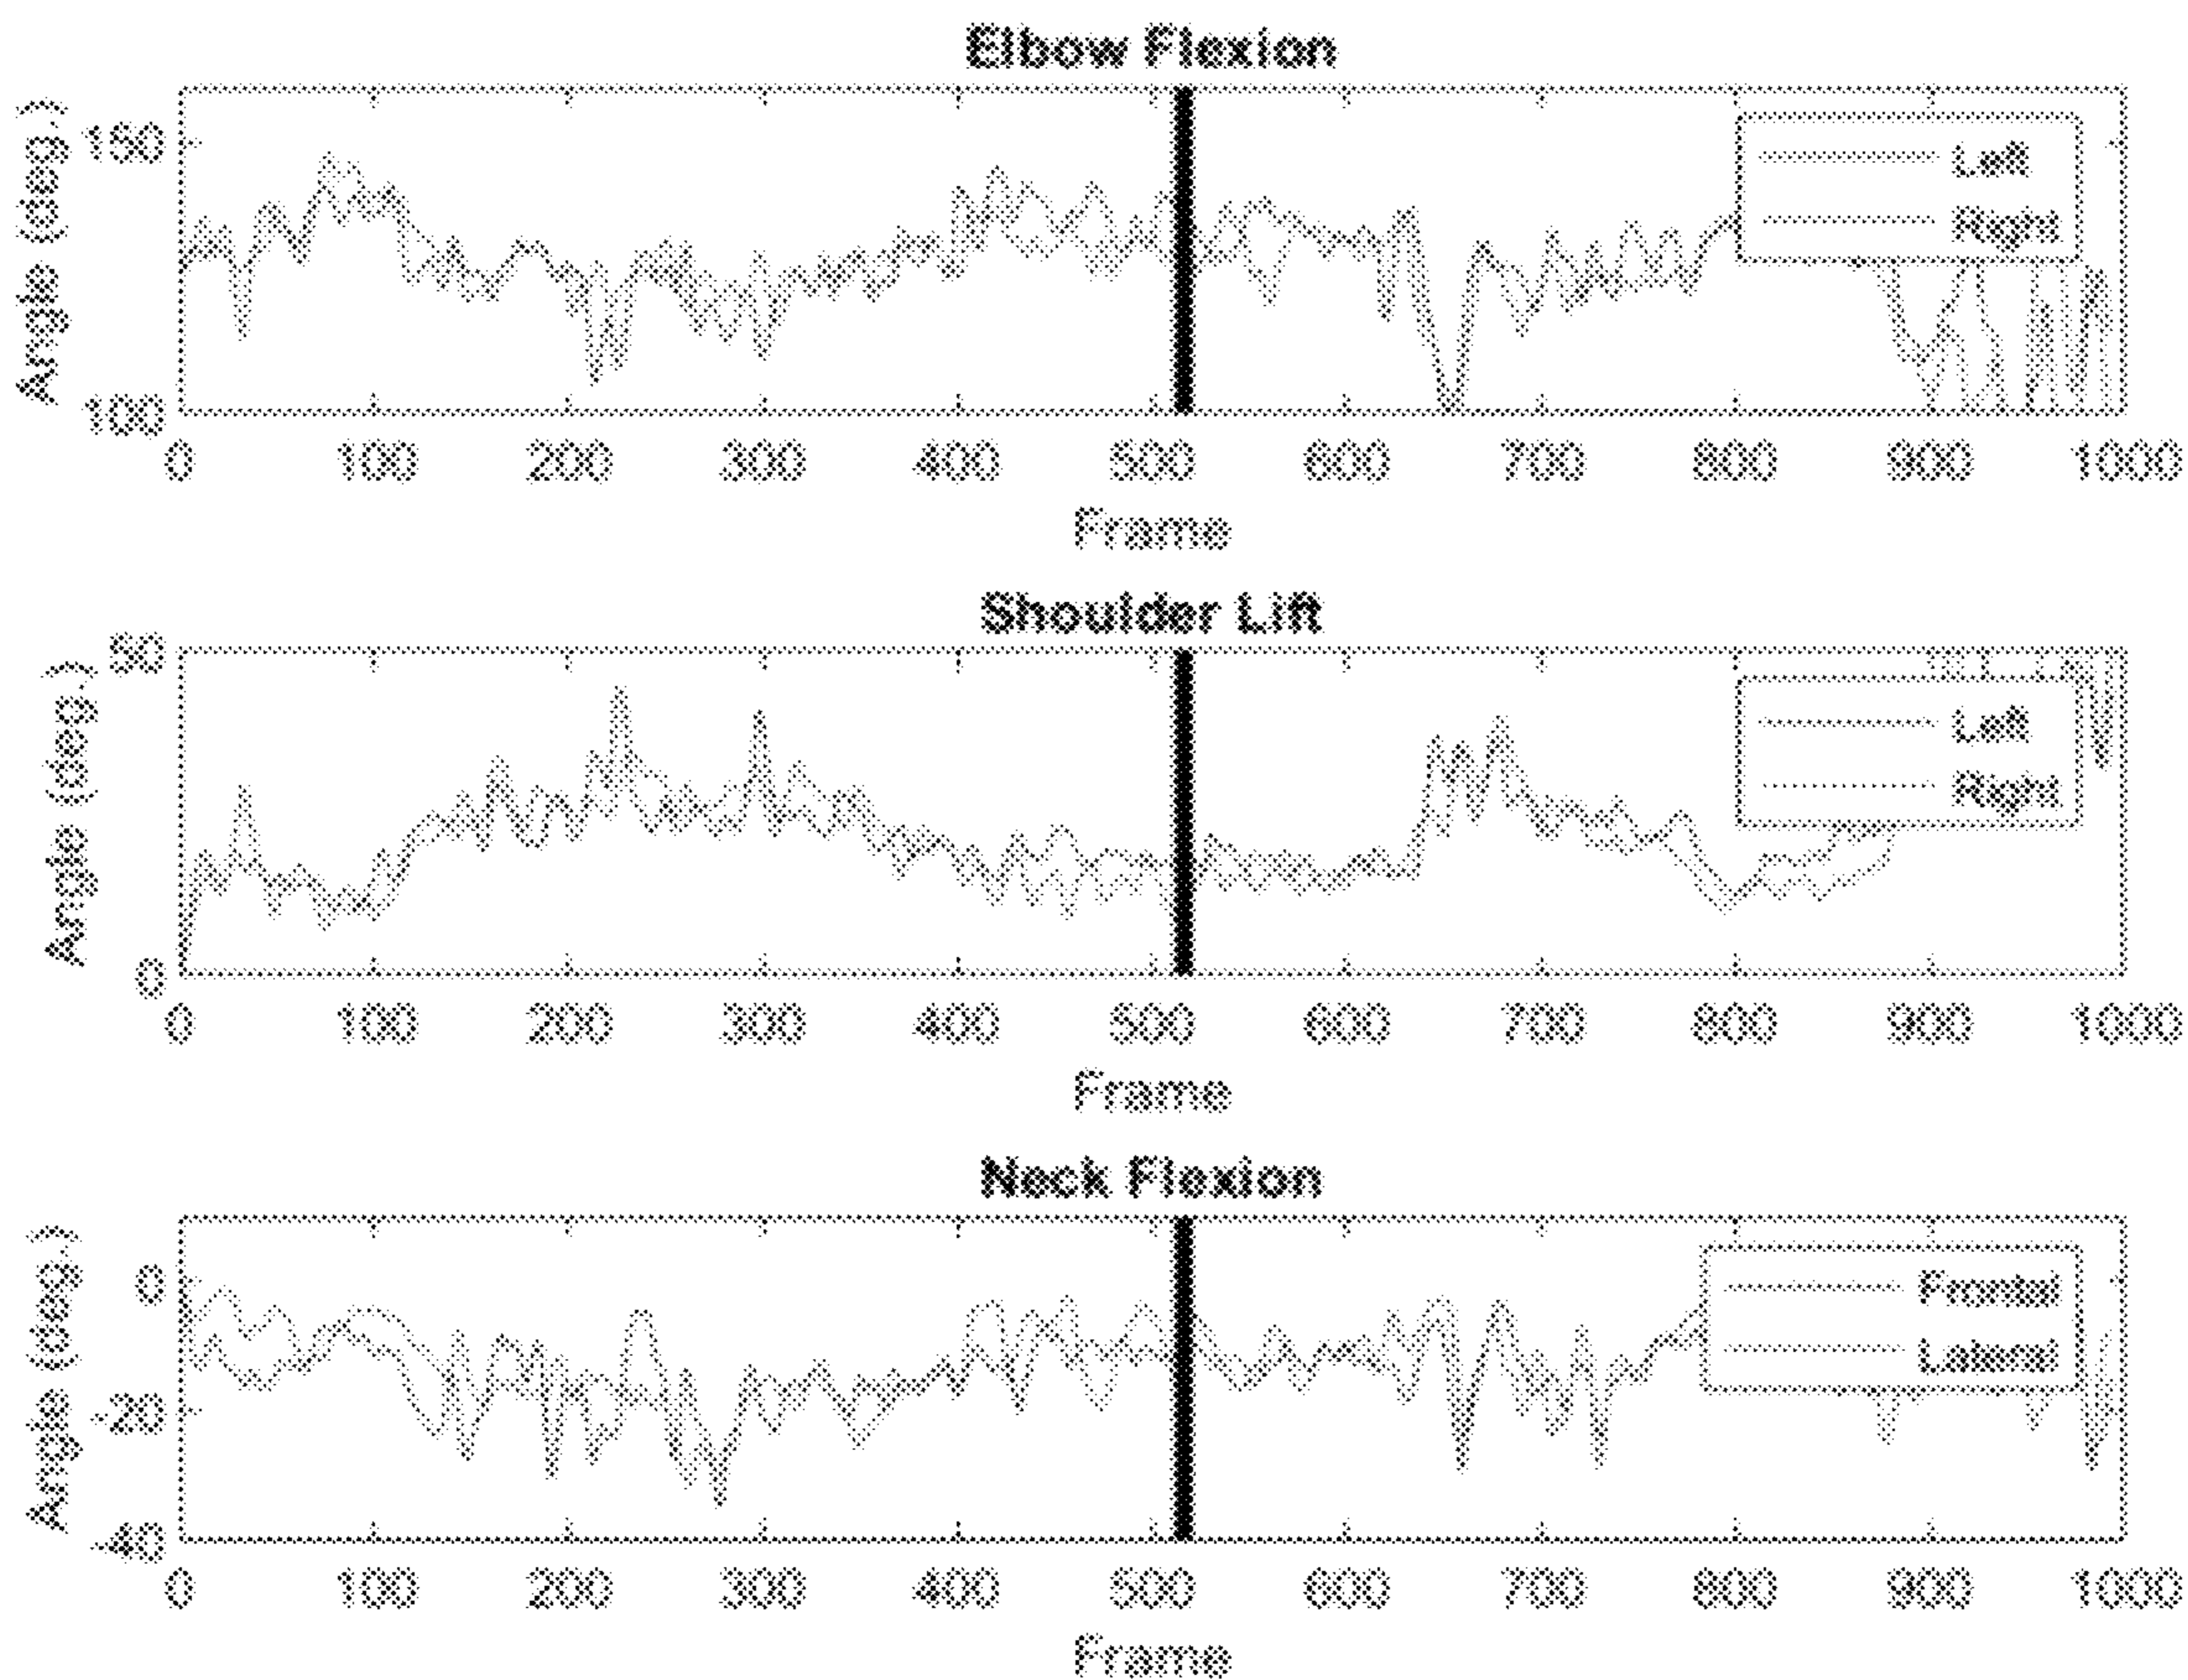 Elbow Flexion
Angle (deg.)
150
100
Left
Right
0 100 200 300 400 500 600 700 800 900 1000
Frame
Shoulder Lift
Angle (deg.)
50
0
Left
Right
0 100 200 300 400 500 600 700 800 900 1000
Frame
Neck Flexion
Angle (deg.)
0
-20
-40
Frontal
Lateral
0 100 200 300 400 500 600 700 800 900 1000
Frame